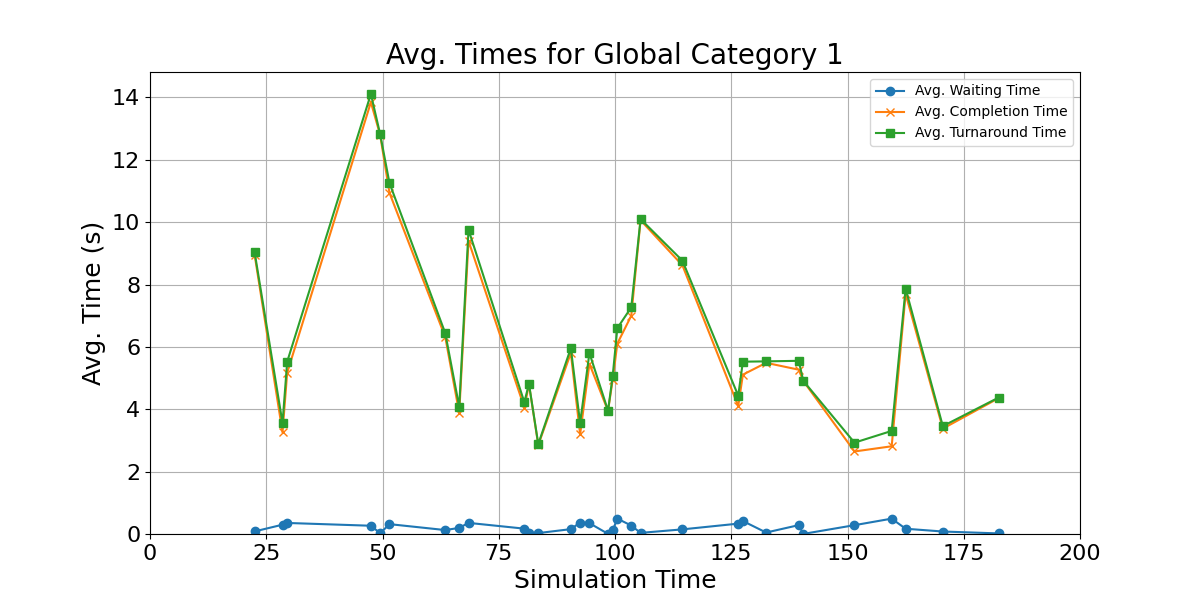 Avg. Times for Global Category 1
Avg. Waiting Time
Avg. Completion Time
Avg. Turnaround Time
Avg. Time (s)
14
12
10
8
6
4
2
0
0 25 50 75 100 125 150 175 200
Simulation Time